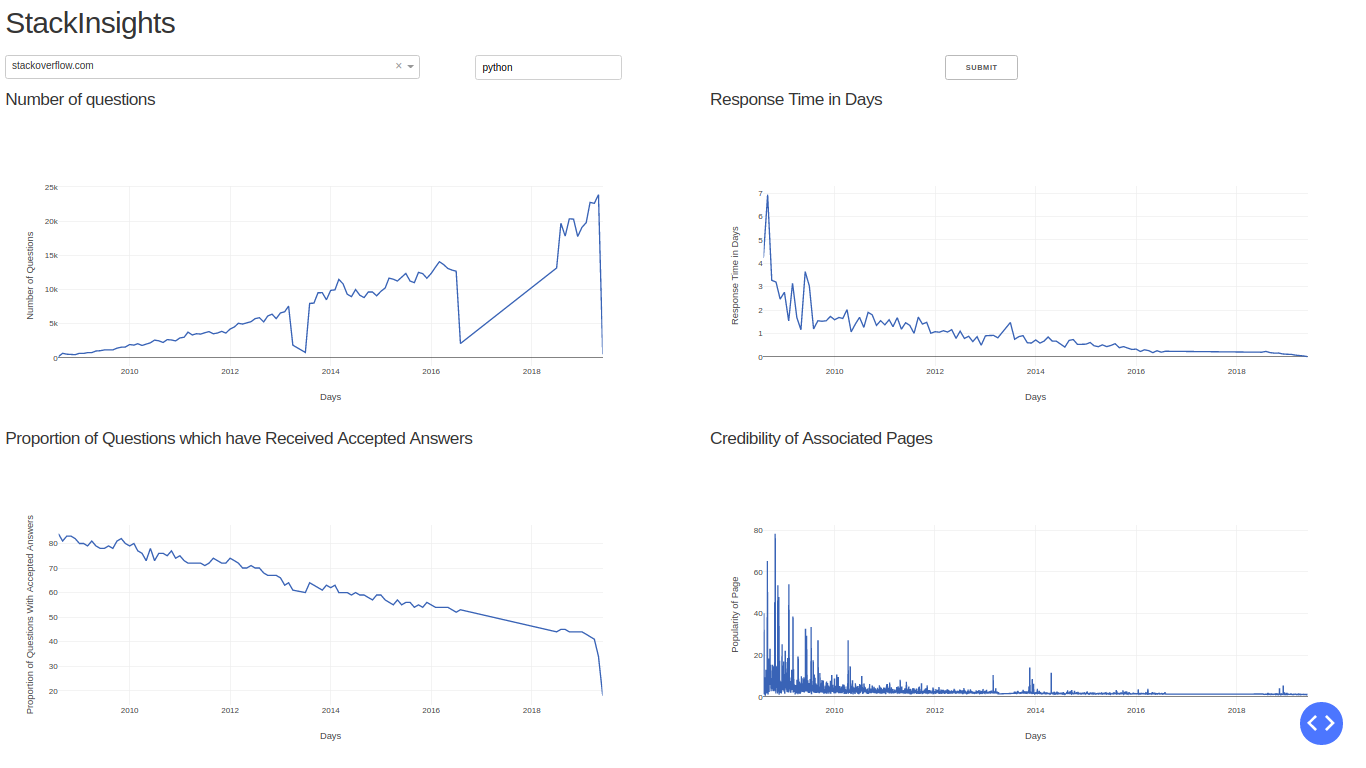 StackInsights
stackoverflow.com × python SUBMIT
Number of questions
25k
20k
15k
10k
5k
0
Number of Questions
2010 2012 2014 2016 2018
Days
Response Time in Days
7
6
5
4
3
2
1
0
Response Time in Days
2010 2012 2014 2016 2018
Days
Proportion of Questions which have Received Accepted Answers
80
70
60
50
40
30
20
Proportion of Questions With Accepted Answers
2010 2012 2014 2016 2018
Days
Credibility of Associated Pages
80
60
40
20
0
Popularity of Page
2010 2012 2014 2016 2018
Days